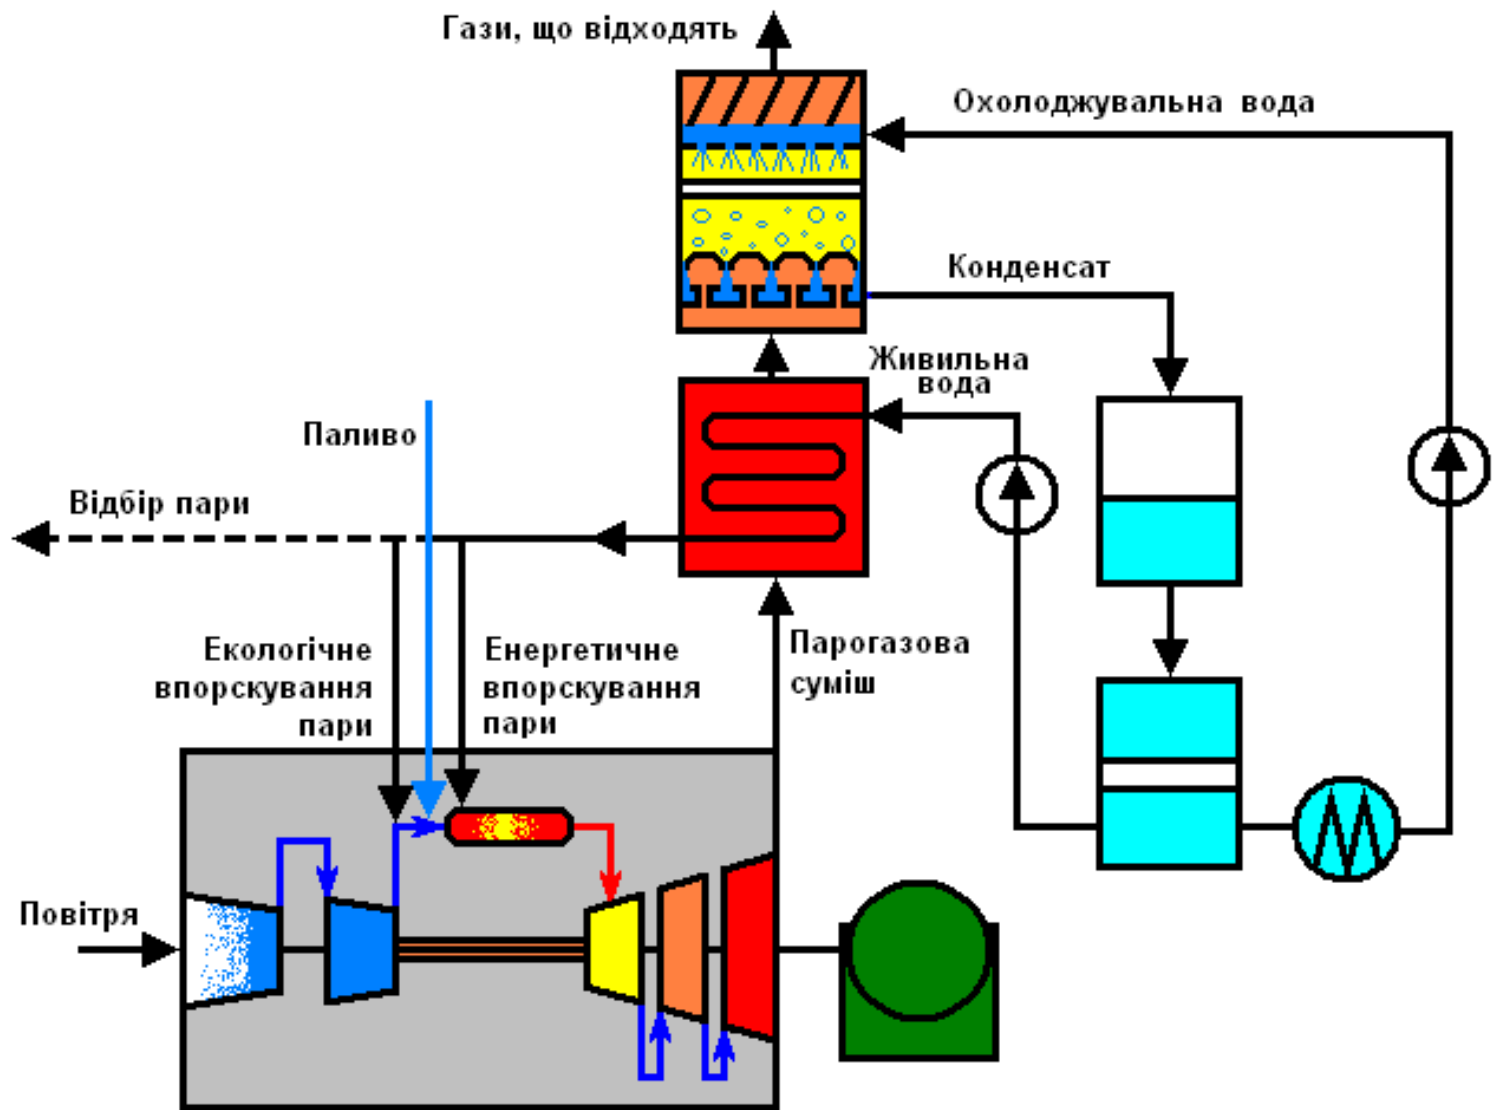 Гази, що відходять
Охолоджувальна вода
Конденсат
Живильна
вода
Паливо
Відбір пари
Екологічне
впорскування
пари
Енергетичне
впорскування
пари
Парогазова
суміш
Повітря